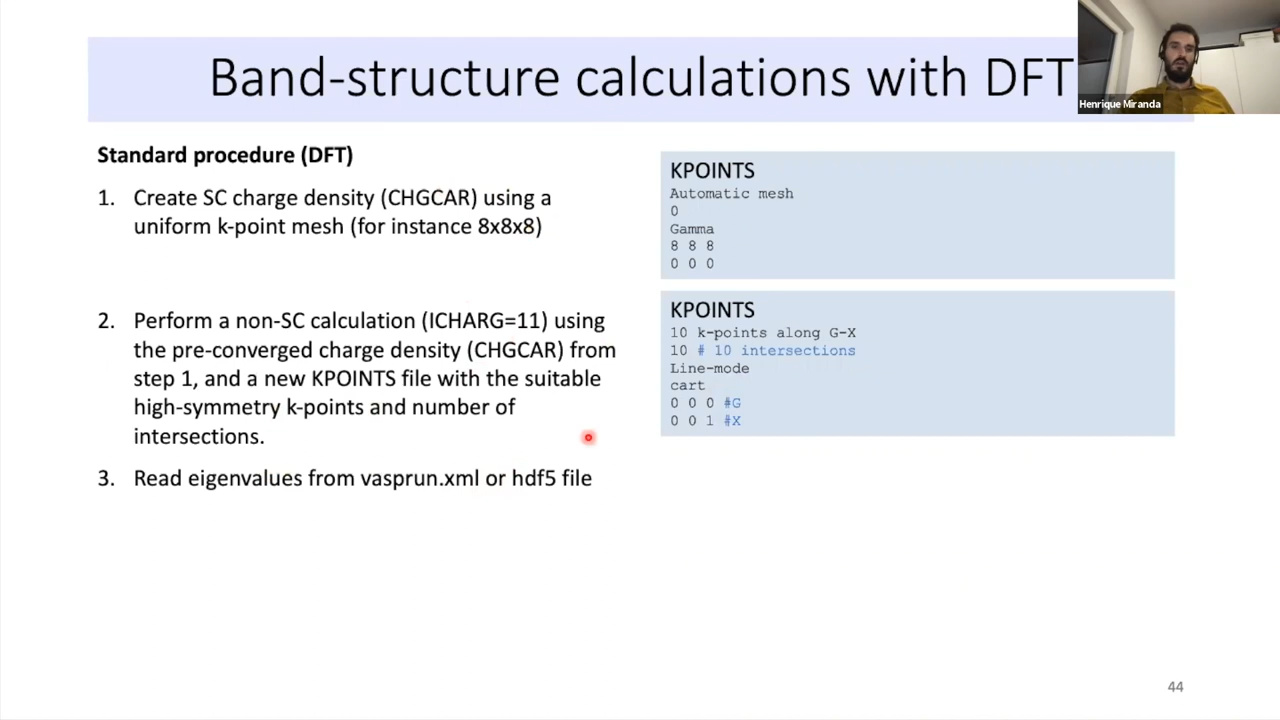 Band-structure calculations with DFT
Henrique Miranda
Standard procedure (DFT)
1. Create SC charge density (CHGCAR) using a
uniform k-point mesh (for instance 8x8x8)
2. Perform a non-SC calculation (ICHARG=11) using
the pre-converged charge density (CHGCAR) from
step 1, and a new KPOINTS file with the suitable
high-symmetry k-points and number of
intersections.
3. Read eigenvalues from vasprun.xml or hdf5 file
KPOINTS
Automatic mesh
0
Gamma
8 8 8
0 0 0
KPOINTS
10 k-points along G-X
10 # 10 intersections
Line-mode
cart
0 0 0 #G
0 0 1 #X
44